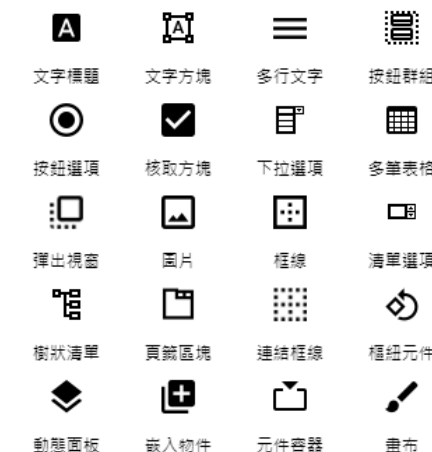 文字標題 文字方塊 多行文字 按鈕群組
按鈕選項 核取方塊 下拉選項 多筆表格
彈出視窗 圖片 框線 清單選項
樹狀清單 頁籤區塊 連結框線 樞紐元件
動態面板 嵌入物件 元件容器 畫布